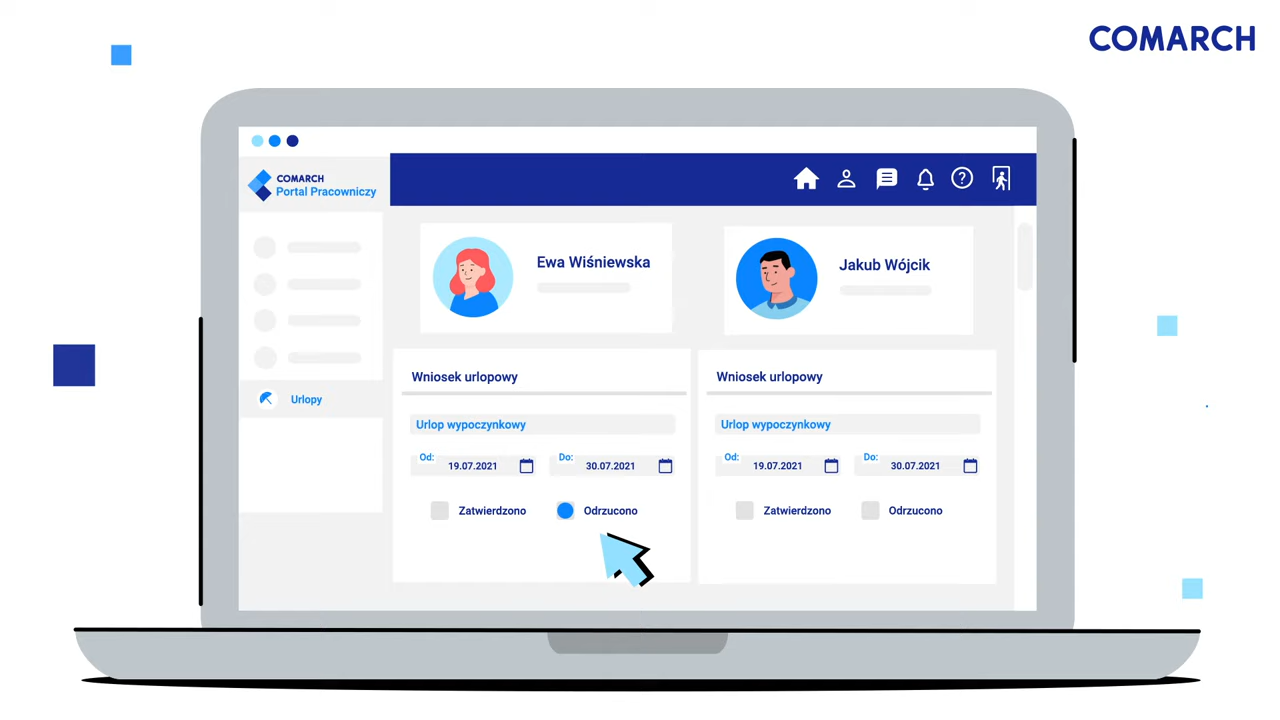 COMARCH
COMARCH
Portal Pracowniczy
Ewa Wiśniewska
Jakub Wójcik
Urlopy
Wniosek urlopowy
Urlop wypoczynkowy
Od: 19.07.2021
Do: 30.07.2021
Zatwierdzono
Odrzucono
Wniosek urlopowy
Urlop wypoczynkowy
Od: 19.07.2021
Do: 30.07.2021
Zatwierdzono
Odrzucono